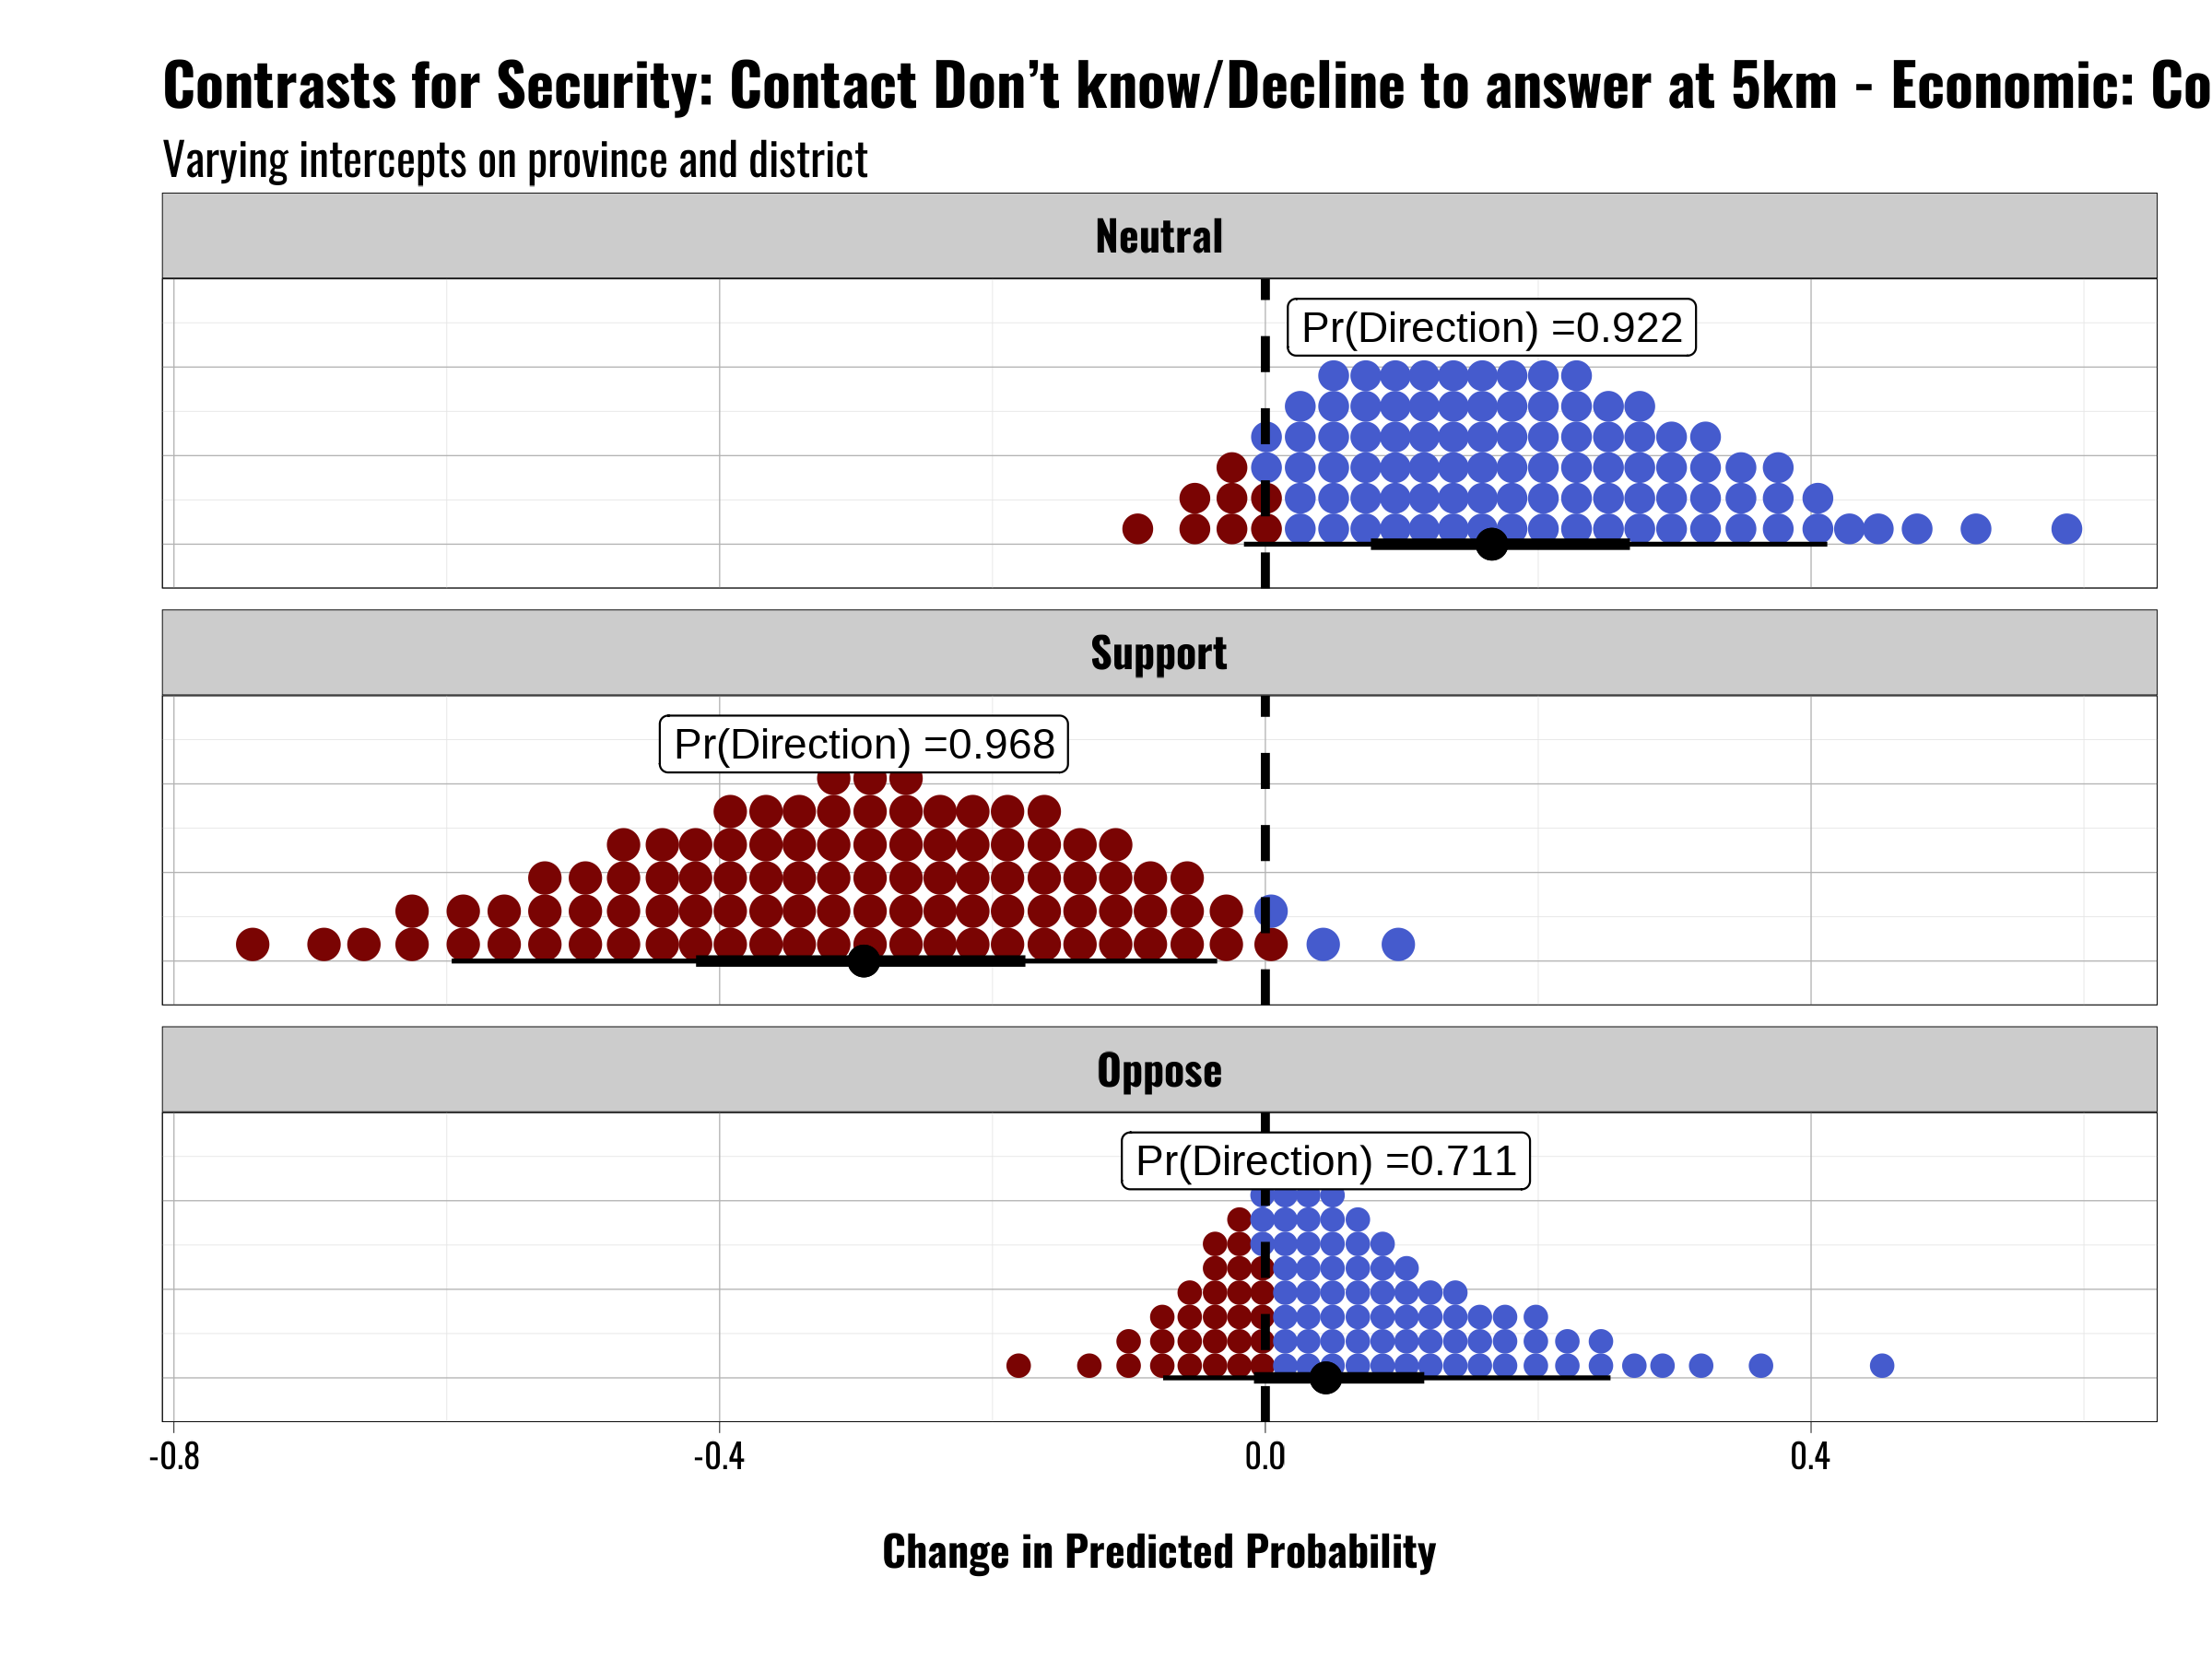 Contrasts for Security: Contact Don’t know/Decline to answer at 5km - Economic: Co
Varying intercepts on province and district
Neutral
Pr(Direction) =0.922
Support
Pr(Direction) =0.968
Oppose
Pr(Direction) =0.711
-0.8 -0.4 0.0 0.4
Change in Predicted Probability